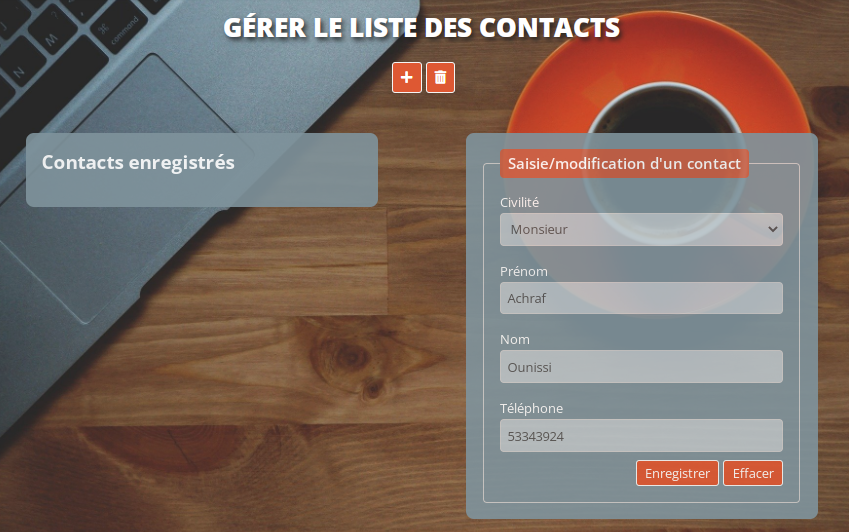 GÉRER LE LISTE DES CONTACTS
Contacts enregistrés
Saisie/modification d'un contact
Civilité
Monsieur
Prénom
Achraf
Nom
Ounissi
Téléphone
53343924
Enregistrer Effacer
command
N